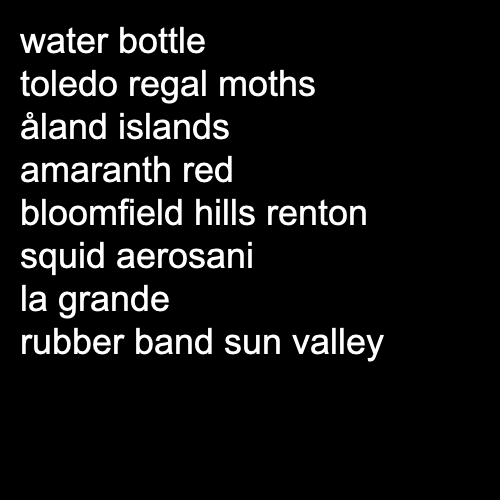 water bottle
toledo regal moths
åland islands
amaranth red
bloomfield hills renton
squid aerosani
la grande
rubber band sun valley